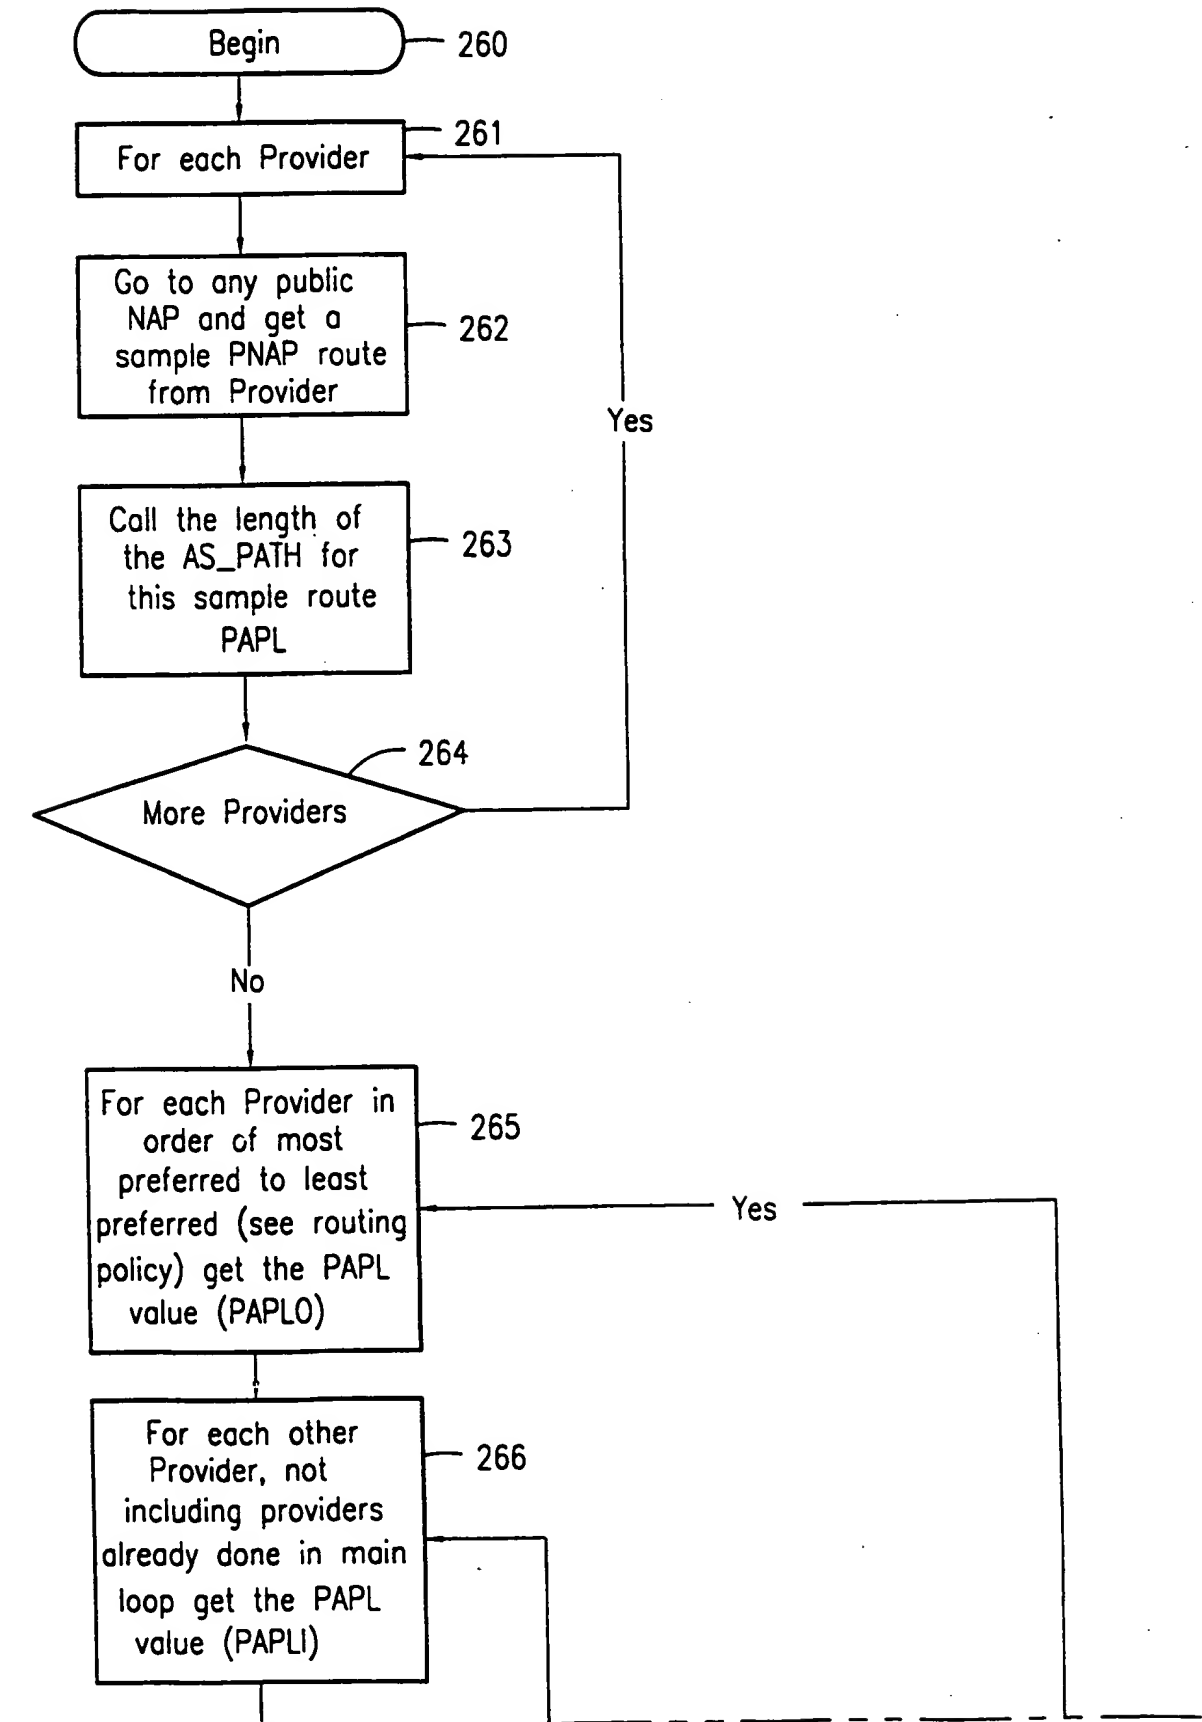 Begin
260
For each Provider
261
Go to any public
NAP and get a
sample PNAP route
from Provider
262
Yes
Call the length of
the AS_PATH for
this sample route
PAPL
263
More Providers
264
No
For each Provider in
order of most
preferred to least
preferred (see routing
policy) get the PAPL
value (PAPLO)
265
Yes
For each other
Provider, not
including providers
already done in main
loop get the PAPL
value (PAPLI)
266